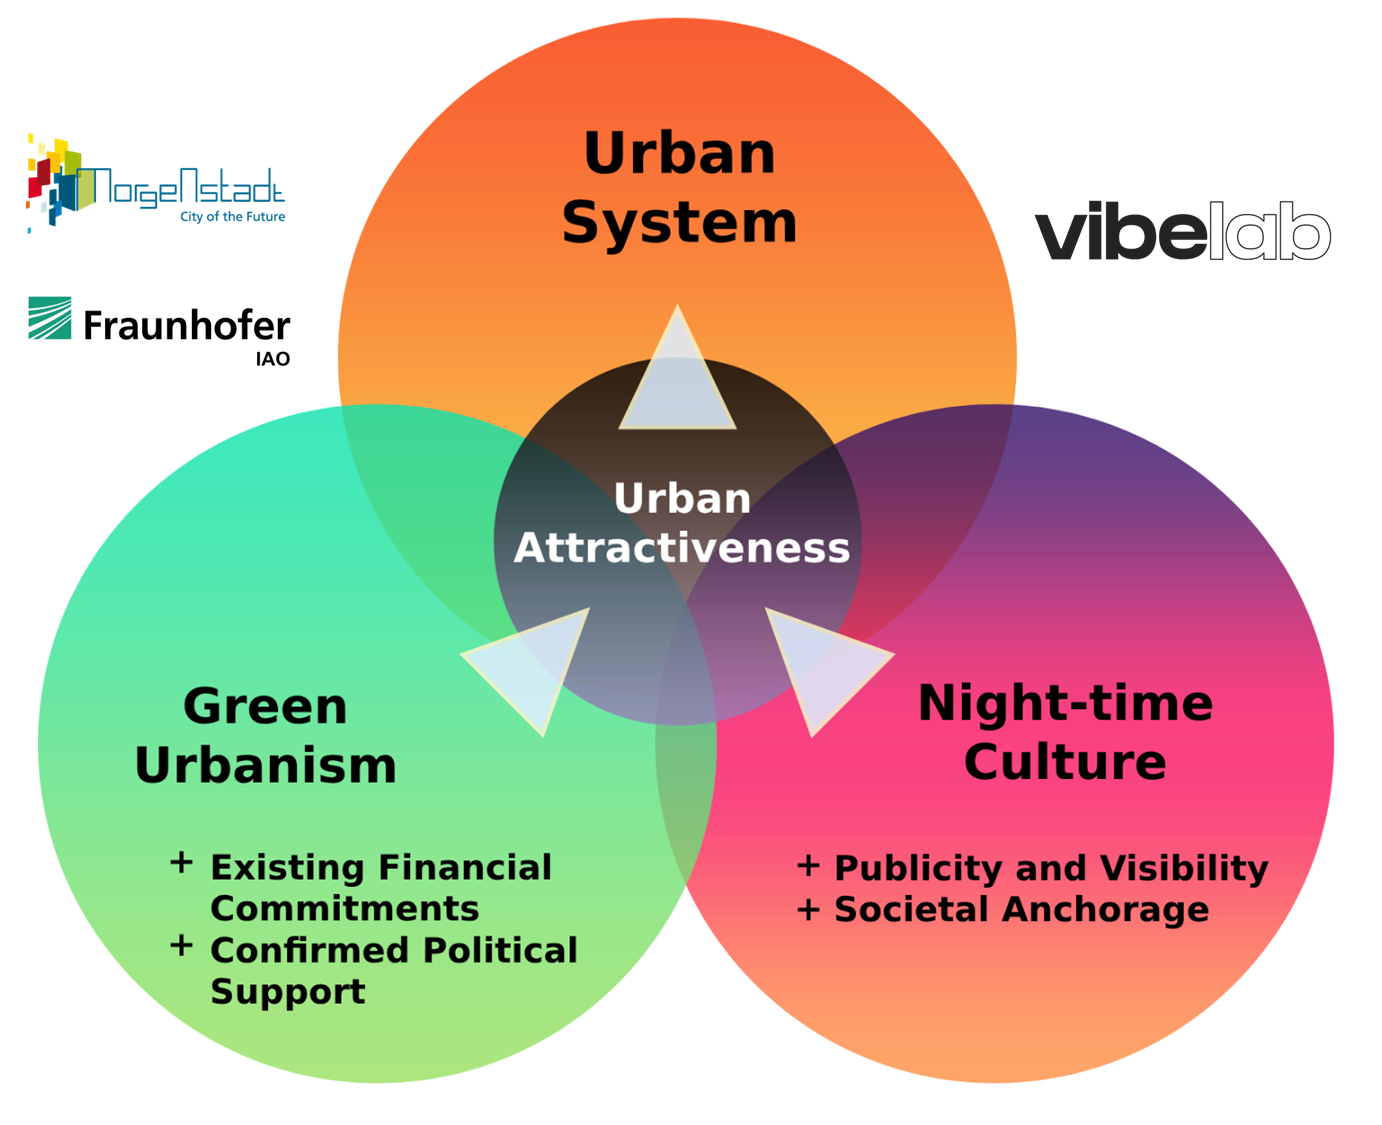 Urban
System
MorgeNstadt
City of the Future
vibelab
Fraunhofer
IAO
Urban
Attractiveness
Green
Urbanism
+ Existing Financial
Commitments
+ Confirmed Political
Support
Night-time
Culture
+ Publicity and Visibility
+ Societal Anchorage